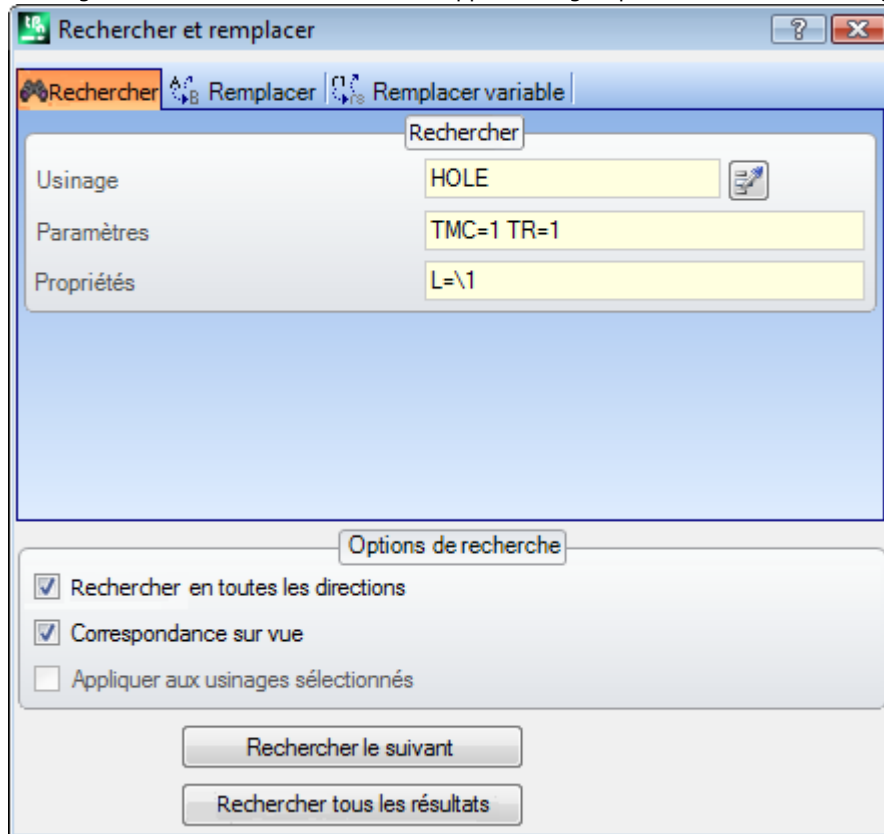 Rechercher et remplacer
Rechercher Remplacer Remplacer variable
Rechercher
Usinage HOLE
Paramètres TMC=1 TR=1
Propriétés L=\1
Options de recherche
Rechercher en toutes les directions
Correspondance sur vue
Appliquer aux usinages sélectionnés
Rechercher le suivant
Rechercher tous les résultats